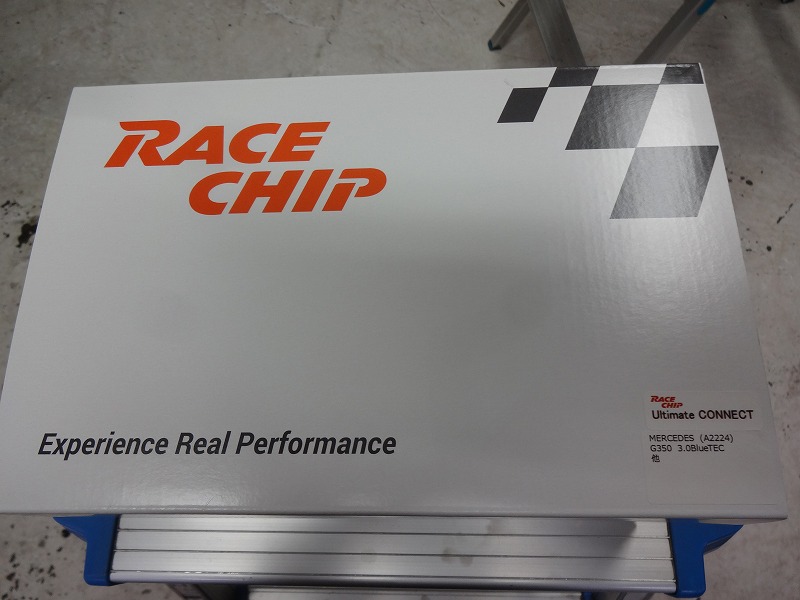 RACE
CHIP
Experience Real Performance
RACE
CHIP
Ultimate CONNECT
MERCEDES (A2224)
G350 3.0BlueTEC
他